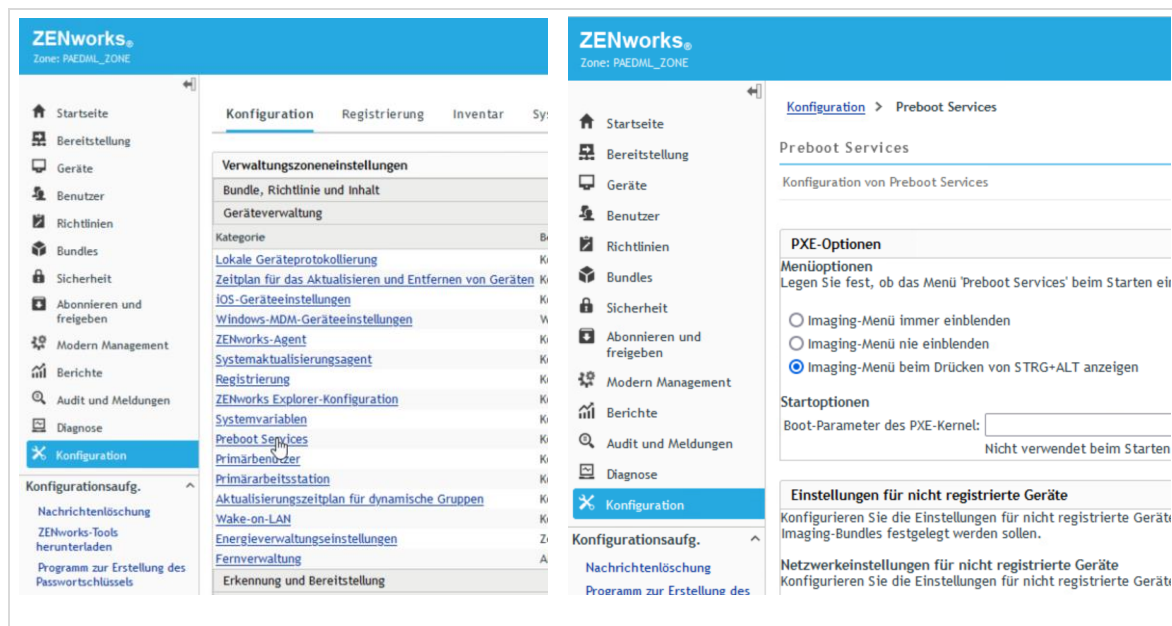 ZENworks®
Zone: PAEDML_ZONE
Startseite
Bereitstellung
Geräte
Benutzer
Richtlinien
Bundles
Sicherheit
Abonnieren und
freigeben
Modern Management
Berichte
Audit und Meldungen
Diagnose
Konfiguration
Konfigurationsaufg.
Nachrichtenlöschung
ZENworks-Tools
herunterladen
Programm zur Erstellung des
Passwortschlüssels
Konfiguration Registrierung Inventar
Verwaltungszoneneinstellungen
Bundle, Richtlinie und Inhalt
Geräteverwaltung
Kategorie
Lokale Geräteprotokollierung
Zeitplan für das Aktualisieren und Entfernen von Geräten
iOS-Geräteeinstellungen
Windows-MDM-Geräteeinstellungen
ZENworks-Agent
Systemaktualisierungsagent
Registrierung
ZENworks Explorer-Konfiguration
Systemvariablen
Preboot Services
Primärbenutzer
Primärarbeitsstation
Aktualisierungszeitplan für dynamische Gruppen
Wake-on-LAN
Energieverwaltungseinstellungen
Fernverwaltung
Erkennung und Bereitstellung
ZENworks®
Zone: PAEDML_ZONE
Startseite
Bereitstellung
Geräte
Benutzer
Richtlinien
Bundles
Sicherheit
Abonnieren und
freigeben
Modern Management
Berichte
Audit und Meldungen
Diagnose
Konfiguration
Konfigurationsaufg.
Nachrichtenlöschung
Programm zur Erstellung des
Konfiguration > Preboot Services
Preboot Services
Konfiguration von Preboot Services
PXE-Optionen
Menüoptionen
Legen Sie fest, ob das Menü 'Preboot Services' beim Starten
Imaging-Menü immer einblenden
Imaging-Menü nie einblenden
Imaging-Menü beim Drücken von STRG+ALT anzeigen
Startoptionen
Boot-Parameter des PXE-Kernel:
Nicht verwendet beim Starten
Einstellungen für nicht registrierte Geräte
Konfigurieren Sie die Einstellungen für nicht registrierte Geräte
Imaging-Bundles festgelegt werden sollen.
Netzwerkeinstellungen für nicht registrierte Geräte
Konfigurieren Sie die Einstellungen für nicht registrierte Geräte